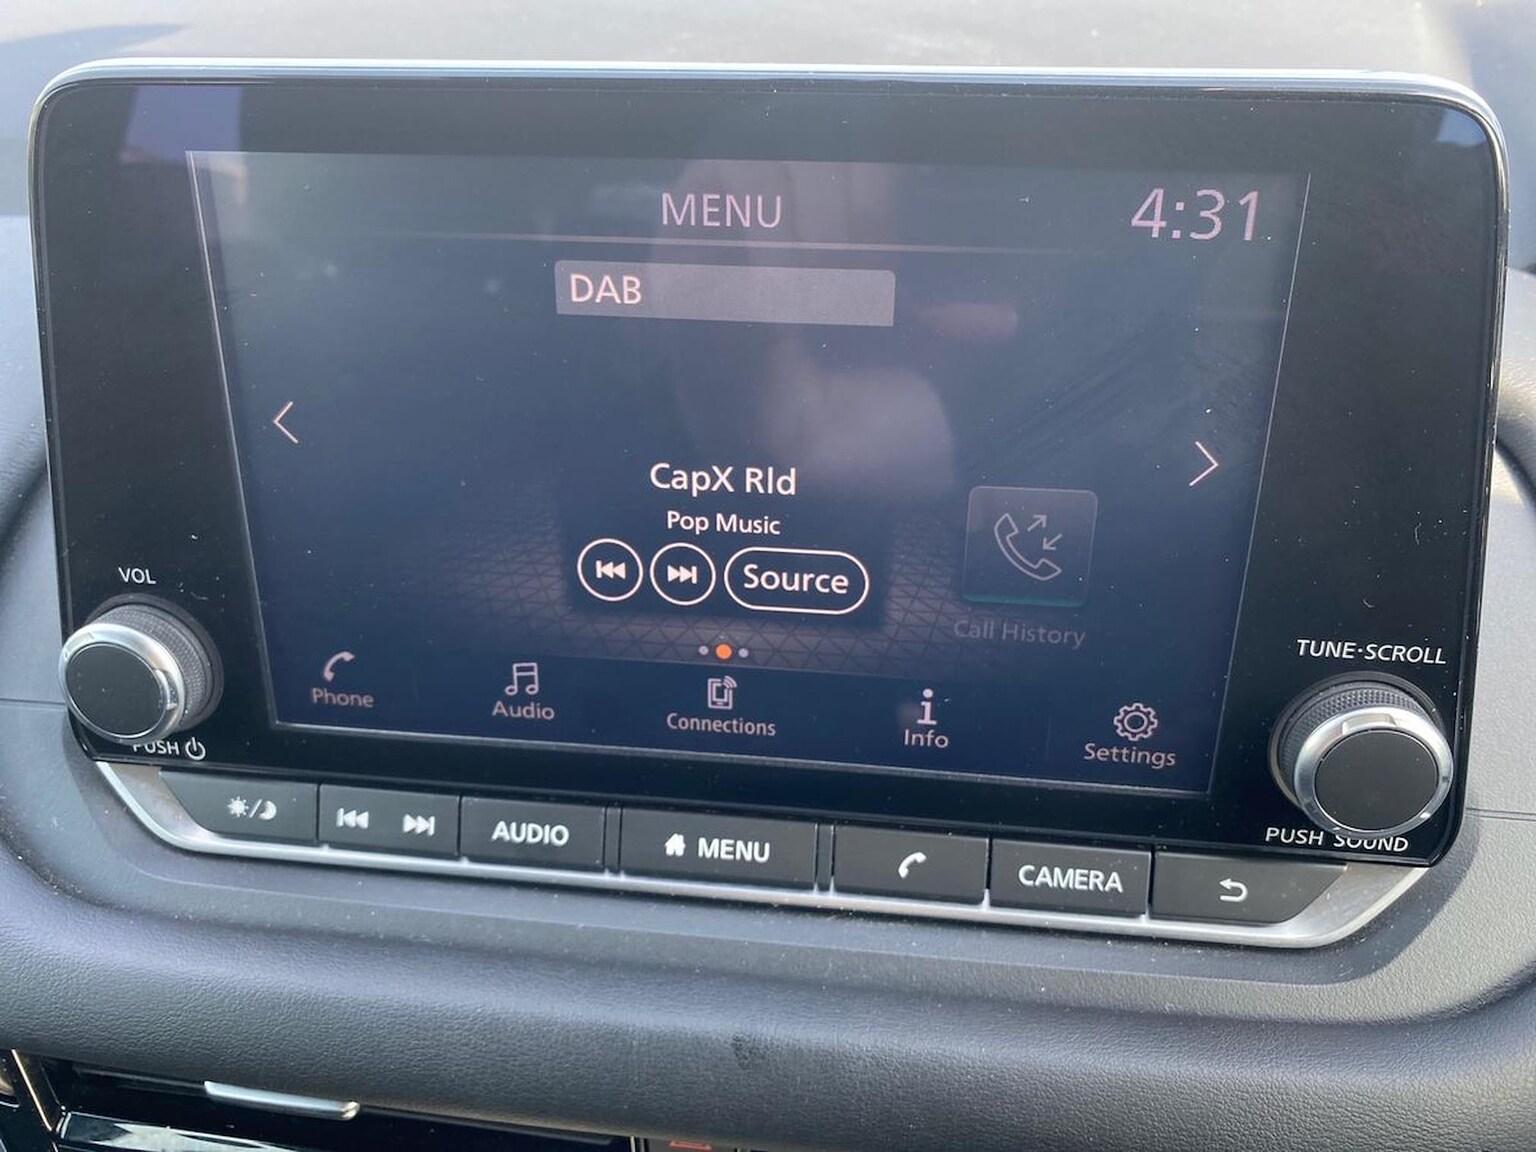 MENU
4:31
DAB
CapX Rld
Pop Music
Source
Call History
Phone
Audio
Connections
Info
Settings
VOL
PUSH
TUNE·SCROLL
PUSH SOUND
AUDIO
MENU
CAMERA